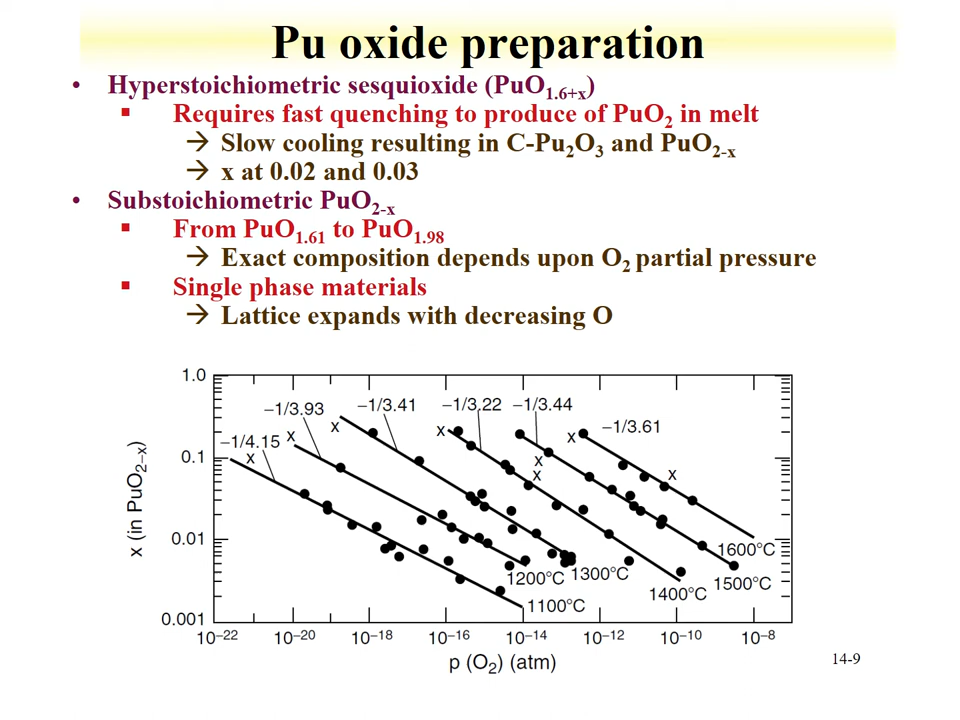 Pu oxide preparation
• Hyperstoichiometric sesquioxide (PuO1.6+x)
▪ Requires fast quenching to produce of PuO2 in melt
→ Slow cooling resulting in C-Pu2O3 and PuO2-x
→ x at 0.02 and 0.03
• Substoichiometric PuO2-x
▪ From PuO1.61 to PuO1.98
→ Exact composition depends upon O2 partial pressure
▪ Single phase materials
→ Lattice expands with decreasing O
1.0
0.1
0.01
0.001
x (in PuO2–x)
–1/4.15
–1/3.93
–1/3.41
–1/3.22
–1/3.44
–1/3.61
x
x
x
x
x
x
x
x
1600°C
1500°C
1400°C
1300°C
1200°C
1100°C
10–22 10–20 10–18 10–16 10–14 10–12 10–10 10–8
p (O2) (atm)
14-9